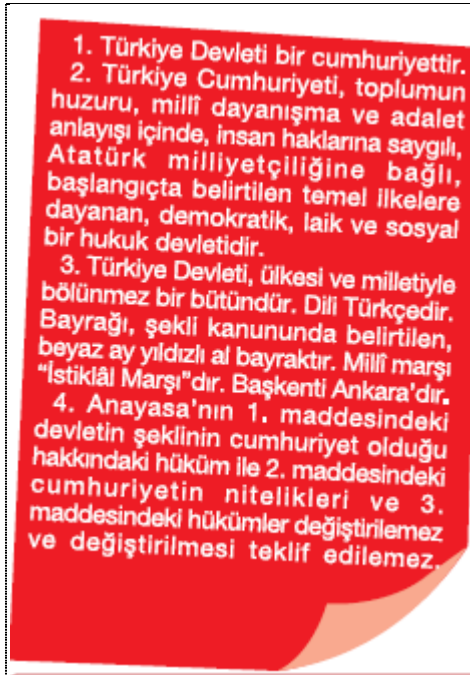 1. Türkiye Devleti bir cumhuriyettir.
2. Türkiye Cumhuriyeti, toplumun
huzuru, millî dayanışma ve adalet
anlayışı içinde, insan haklarına saygılı,
Atatürk milliyetçiliğine bağlı,
başlangıçta belirtilen temel ilkelere
dayanan, demokratik, laik ve sosyal
bir hukuk devletidir.
3. Türkiye Devleti, ülkesi ve milletiyle
bölünmez bir bütündür. Dili Türkçedir.
Bayrağı, şekli kanununda belirtilen,
beyaz ay yıldızlı al bayraktır. Millî marşı
“İstiklâl Marşı”dır. Başkenti Ankara’dır.
4. Anayasa’nın 1. maddesindeki
devletin şeklinin cumhuriyet olduğu
hakkındaki hüküm ile 2. maddesindeki
cumhuriyetin nitelikleri ve 3.
maddesindeki hükümler değiştirilemez
ve değiştirilmesi teklif edilemez.